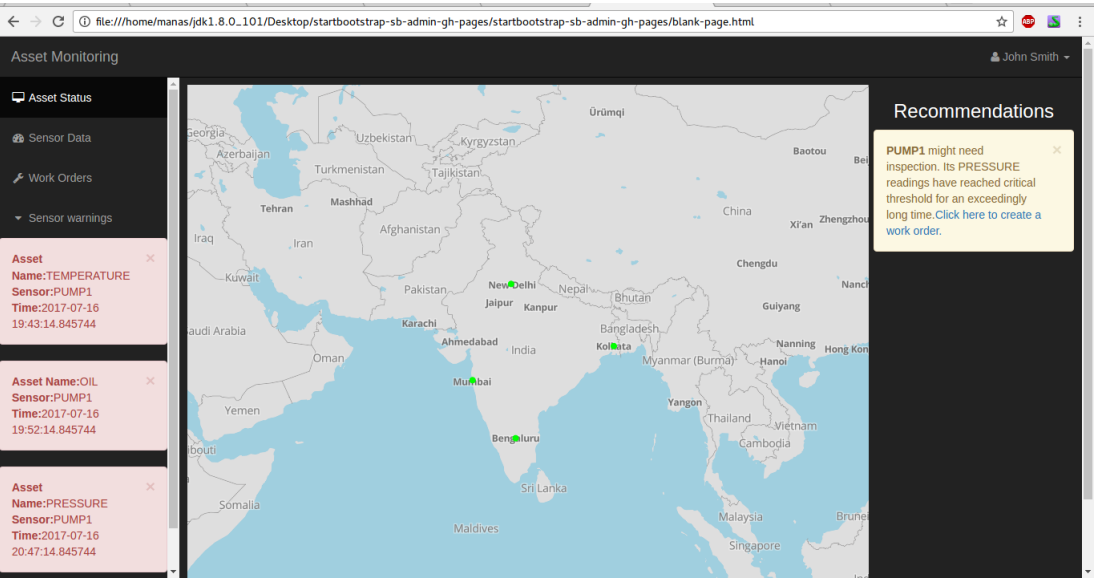 file:///home/manas/jdk1.8.0_101/Desktop/startbootstrap-sb-admin-gh-pages/startbootstrap-sb-admin-gh-pages/blank-page.html
ABP
Asset Monitoring
John Smith
Asset Status
Sensor Data
Work Orders
Sensor warnings
Asset
Name:TEMPERATURE
Sensor:PUMP1
Time:2017-07-16
19:43:14.845744
×
Asset Name:OIL
Sensor:PUMP1
Time:2017-07-16
19:52:14.845744
×
Asset
Name:PRESSURE
Sensor:PUMP1
Time:2017-07-16
20:47:14.845744
×
Ürümqi
Georgia
Uzbekistan
Kyrgyzstan
Azerbaijan
Baotou
Bei
Turkmenistan
Tajikistan
Tehran
Mashhad
China
Xi'an
Zhengzhou
Afghanistan
Iraq
Iran
Chengdu
Kuwait
Pakistan
New Delhi
Nepal
Bhutan
Nanch
Jaipur
Kanpur
Guiyang
Karachi
Bangladesh
audi Arabia
Ahmedabad
India
Kolkata
Nanning
Hong Kon
Oman
Myanmar (Burma)
Hanoi
Mumbai
Yemen
Yangon
Thailand
Vietnam
Bengaluru
Cambodia
ibouti
Sri Lanka
Somalia
Malaysia
Brunei
Maldives
Singapore
Recommendations
PUMP1 might need
inspection. Its PRESSURE
readings have reached critical
threshold for an exceedingly
long time.Click here to create a
work order.
×